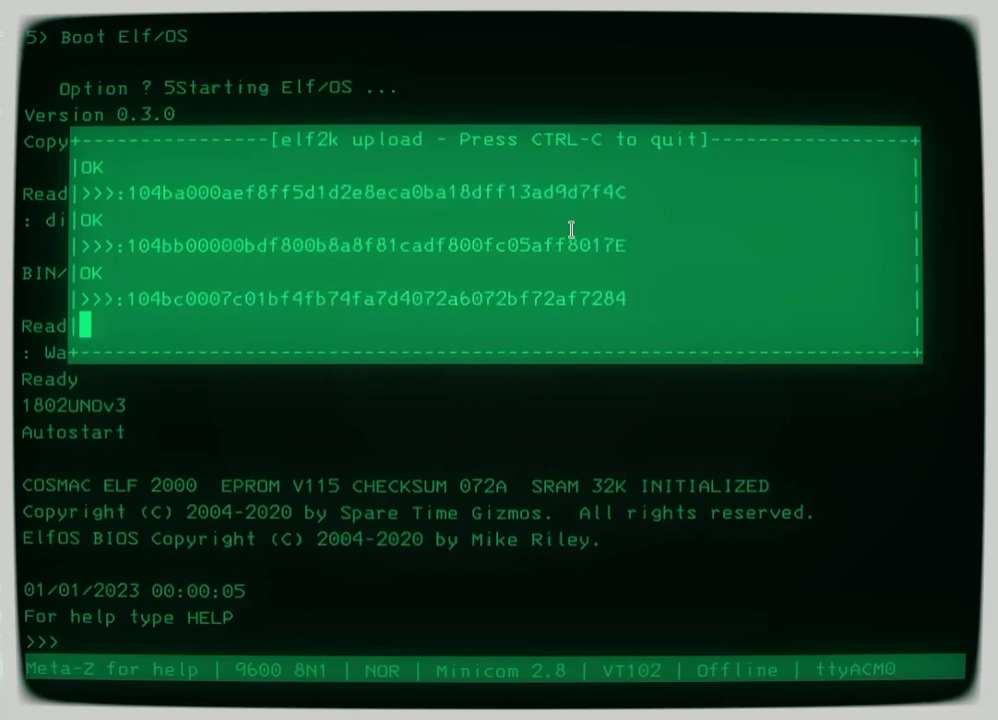 5> Boot Elf/OS
Option ? 5Starting Elf/OS ...
Version 0.3.0
Copy+-----------------[elf2k upload - Press CTRL-C to quit]------------------+
|OK |
Read|>>>:104ba000aef8ff5d1d2e8eca0ba18dff13ad9d7f4C
: di|OK
|>>>:104bb00000bdf800b8a8f81cadf800fc05aff8017E
BIN/|OK
|>>>:104bc0007c01bf4fb74fa7d4072a6072bf72af7284
Read|
: Wa+-------------------------------------------------------------------------+
Ready
1802UNOv3
Autostart
COSMAC ELF 2000 EPROM V115 CHECKSUM 072A SRAM 32K INITIALIZED
Copyright (C) 2004-2020 by Spare Time Gizmos. All rights reserved.
ElfOS BIOS Copyright (C) 2004-2020 by Mike Riley.
01/01/2023 00:00:05
For help type HELP
>>>
Meta-Z for help | 9600 8N1 | NOR | Minicom 2.8 | VT102 | Offline | ttyACM0